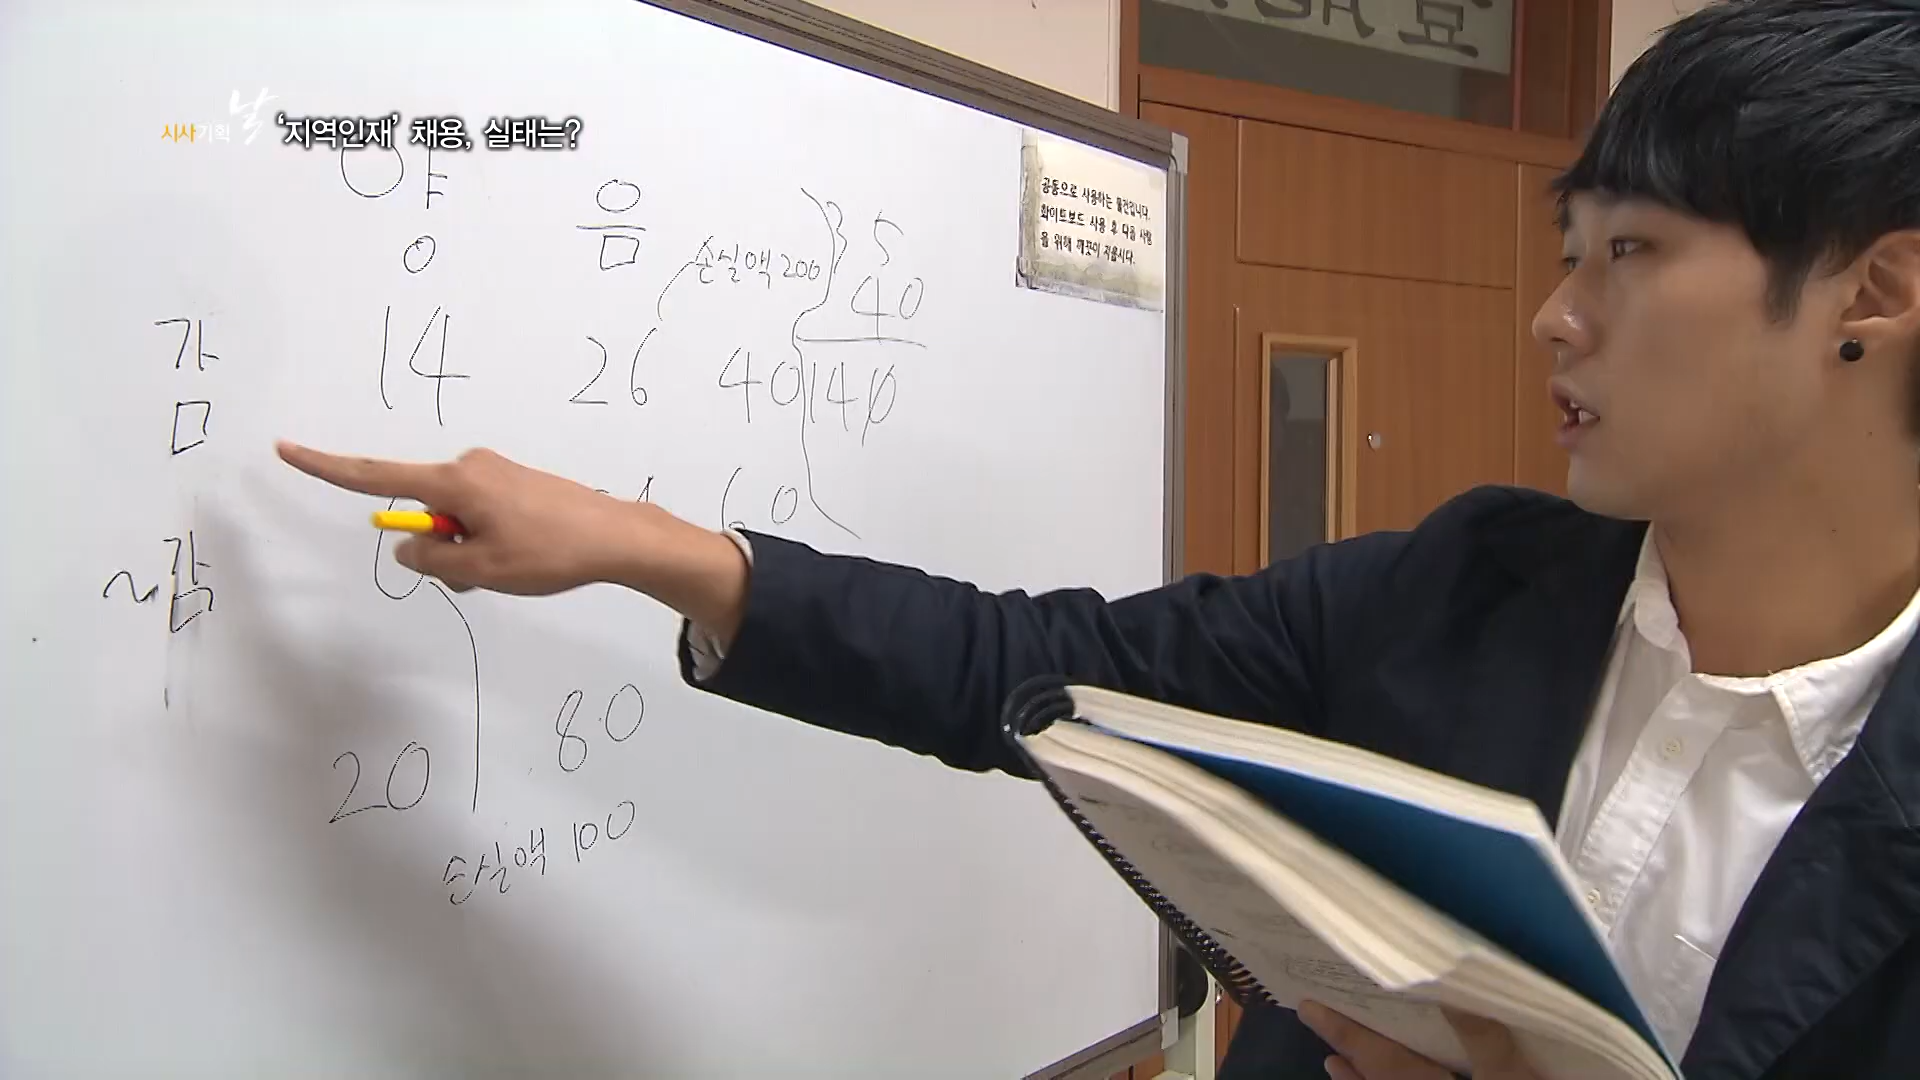 시사기획 날 '지역인재' 채용, 실태는?
공동으로 사용하는 물건입니다.
화이트보드 사용 후 다음 사람
을 위해 깨끗이 지웁시다.
양 음
손실액 200
35
40
감 14 26 40 140
~감 60
20 80
손실액 100